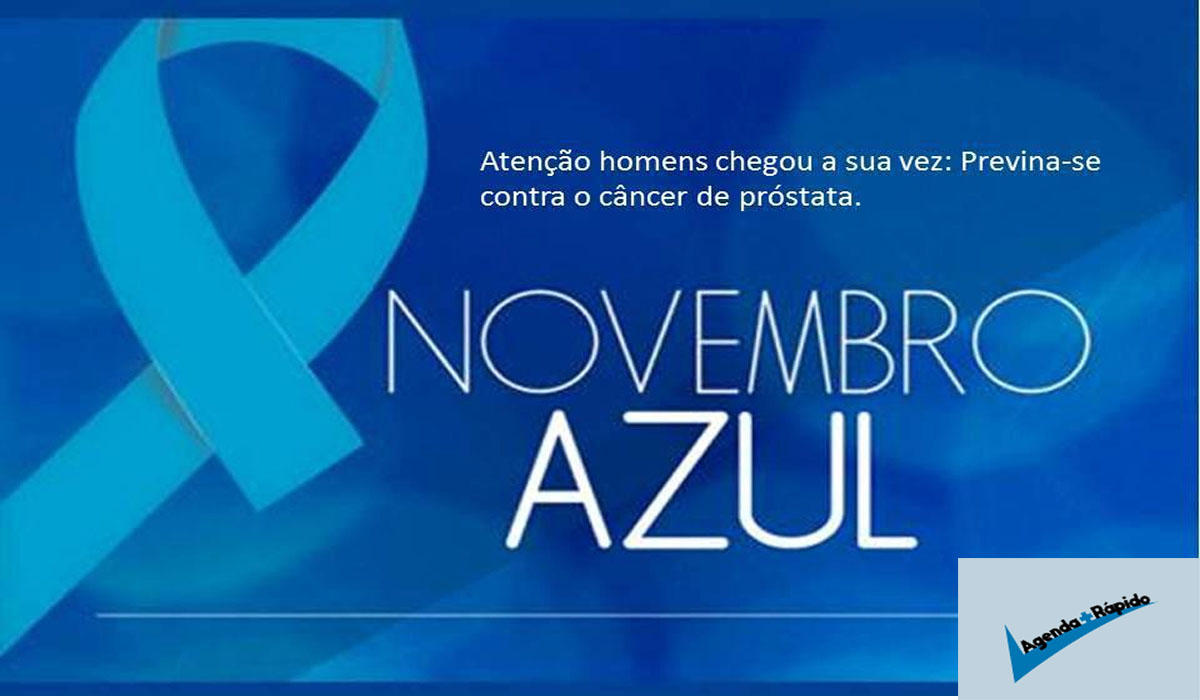 Atenção homens chegou a sua vez: Previna-se
contra o câncer de próstata.
NOVEMBRO
AZUL
Agenda+Rápido